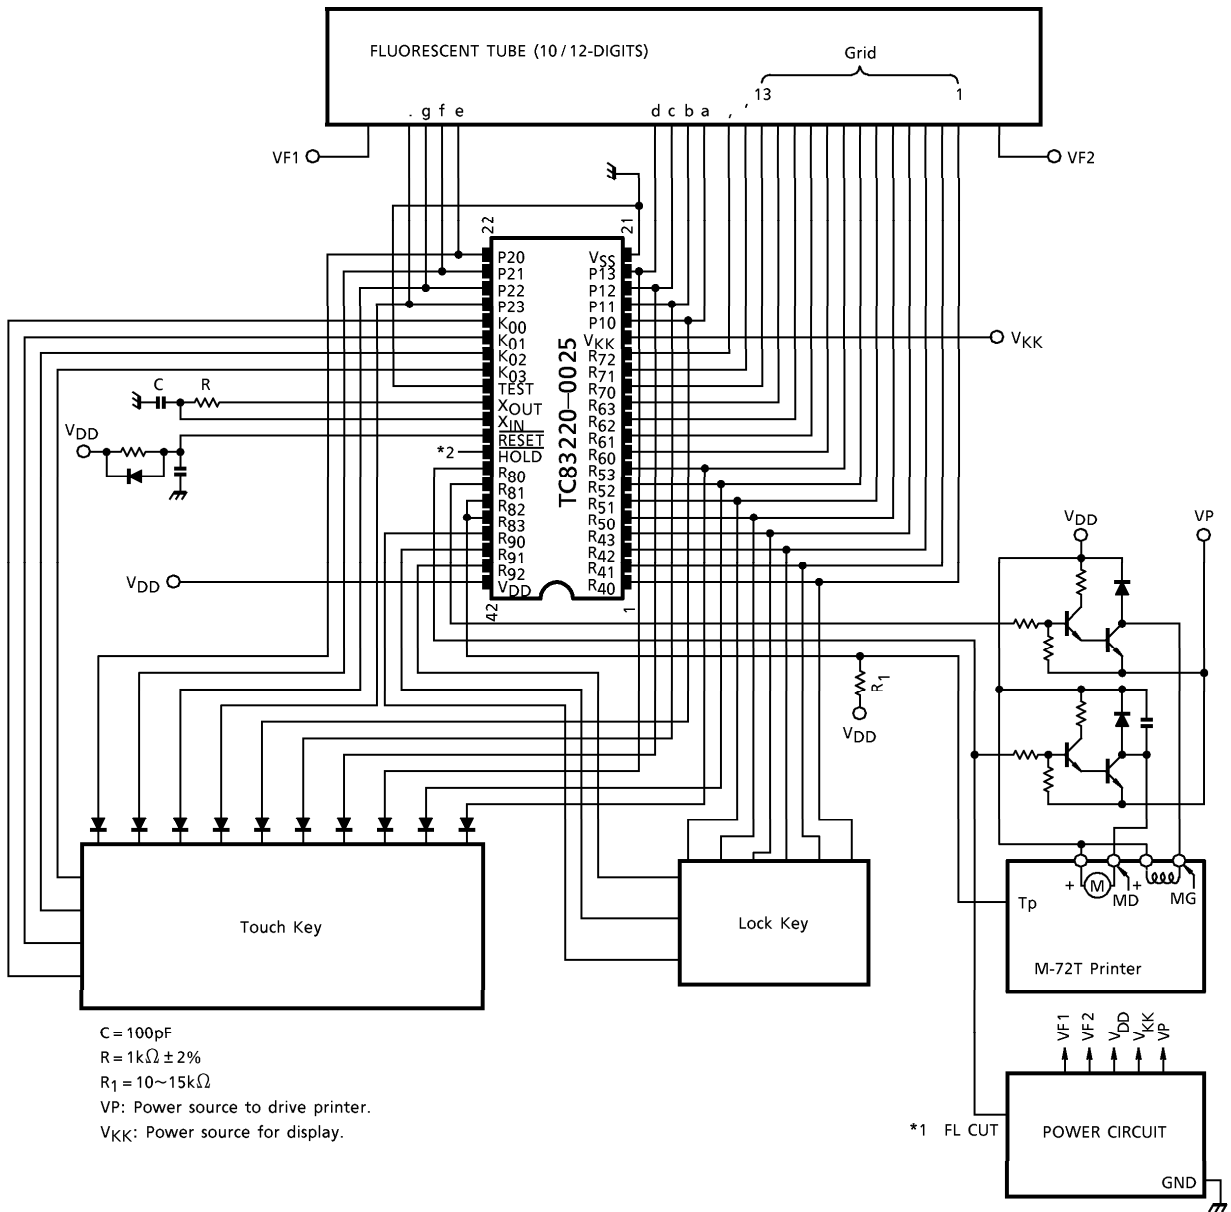 FLUORESCENT TUBE (10/12-DIGITS)
Grid
13
1
. g f e
d c b a , ′
VF1
VF2
22
21
P20
P21
P22
P23
K00
K01
K02
K03
TEST
XOUT
XIN
RESET
HOLD
R80
R81
R82
R83
R90
R91
R92
VDD
42
TC83220-0025
VSS
P13
P12
P11
P10
VKK
R72
R71
R70
R63
R62
R61
R60
R53
R52
R51
R50
R43
R42
R41
R40
1
VKK
C
R
VDD
*2
VDD
VDD
VP
R1
VDD
Touch Key
Lock Key
+ M MD +
MG
Tp
M-72T Printer
C = 100pF
R = 1kΩ ± 2%
R1 = 10~15kΩ
VP: Power source to drive printer.
VKK: Power source for display.
VF1
VF2
VDD
VKK
VP
*1 FL CUT
POWER CIRCUIT
GND